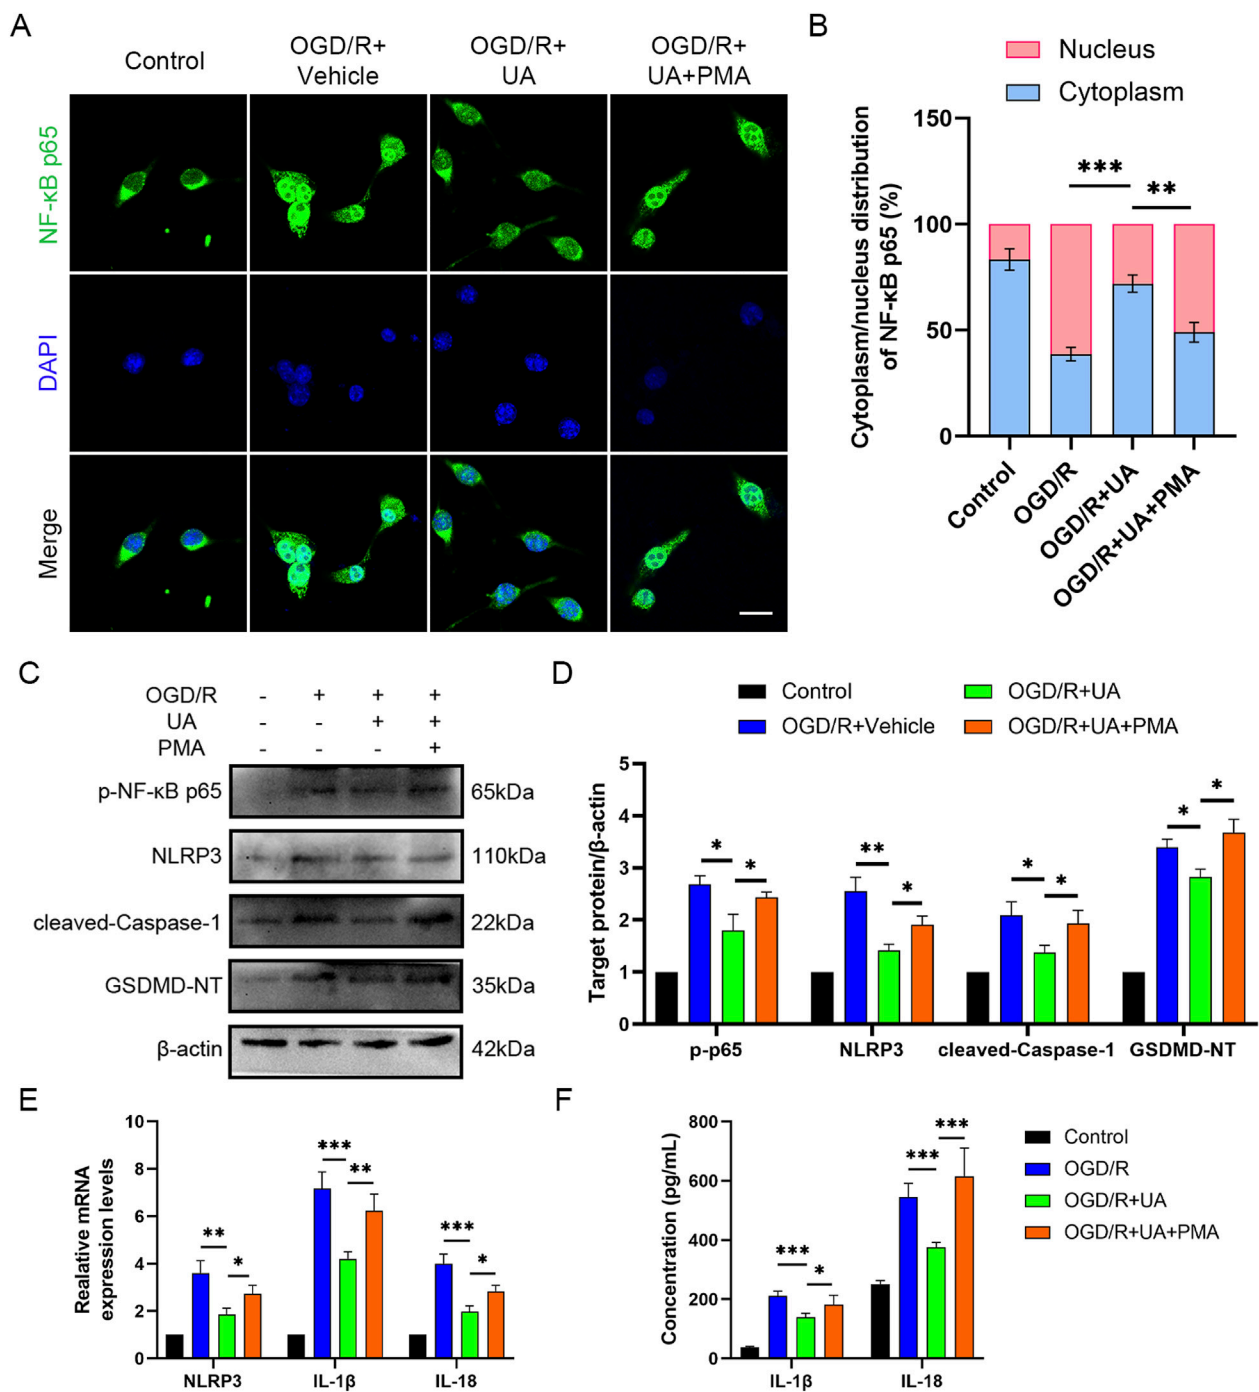 A
Control
OGD/R+
Vehicle
OGD/R+
UA
OGD/R+
UA+PMA
NF-κB p65
DAPI
Merge
B
Nucleus
Cytoplasm
Cytoplasm/nucleus distribution
of NF-κB p65 (%)
150
100
50
0
***
**
Control
OGD/R
OGD/R+UA
OGD/R+UA+PMA
C
OGD/R - + + +
UA - - + +
PMA - - - +
p-NF-κB p65 65kDa
NLRP3 110kDa
cleaved-Caspase-1 22kDa
GSDMD-NT 35kDa
β-actin 42kDa
D
Control
OGD/R+Vehicle
OGD/R+UA
OGD/R+UA+PMA
Target protein/β-actin
5
4
3
2
1
0
* * ** * * * * *
p-p65 NLRP3 cleaved-Caspase-1 GSDMD-NT
E
Realative mRNA
expression levels
10
8
6
4
2
0
** * *** ** *** *
NLRP3 IL-1β IL-18
F
Concentration (pg/mL)
800
600
400
200
0
*** * *** ***
IL-1β IL-18
Control
OGD/R
OGD/R+UA
OGD/R+UA+PMA